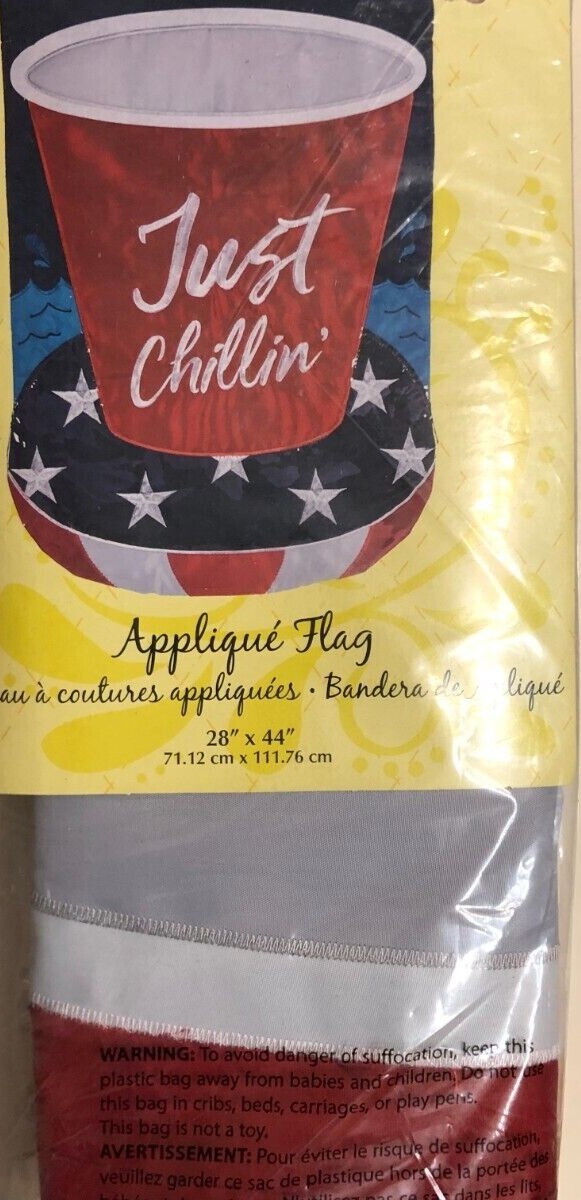 Just
Chillin'
Appliqué Flag
au à coutures appliquées • Bandera de
28" x 44"
71.12 cm x 111.76 cm
WARNING: To avoid danger of suffocation, keep this
plastic bag away from babies and children. Do not use
this bag in cribs, beds, carriages, or play pens.
This bag is not a toy.
AVERTISSEMENT: Pour éviter le risque de suffocation,
veuillez garder ce sac de plastique hors de la portée des
dans les lits,